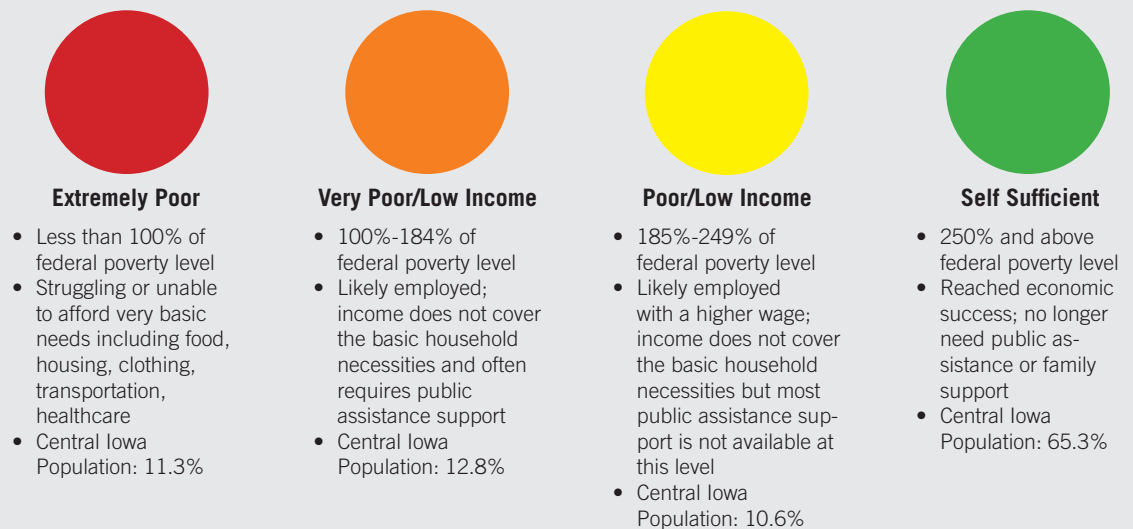 Extremely Poor
• Less than 100% of
federal poverty level
• Struggling or unable
to afford very basic
needs including food,
housing, clothing,
transportation,
healthcare
• Central Iowa
Population: 11.3%
Very Poor/Low Income
• 100%-184% of
federal poverty level
• Likely employed;
income does not cover
the basic household
necessities and often
requires public
assistance support
• Central Iowa
Population: 12.8%
Poor/Low Income
• 185%-249% of
federal poverty level
• Likely employed
with a higher wage;
income does not cover
the basic household
necessities but most
public assistance sup-
port is not available at
this level
• Central Iowa
Population: 10.6%
Self Sufficient
• 250% and above
federal poverty level
• Reached economic
success; no longer
need public as-
sistance or family
support
• Central Iowa
Population: 65.3%